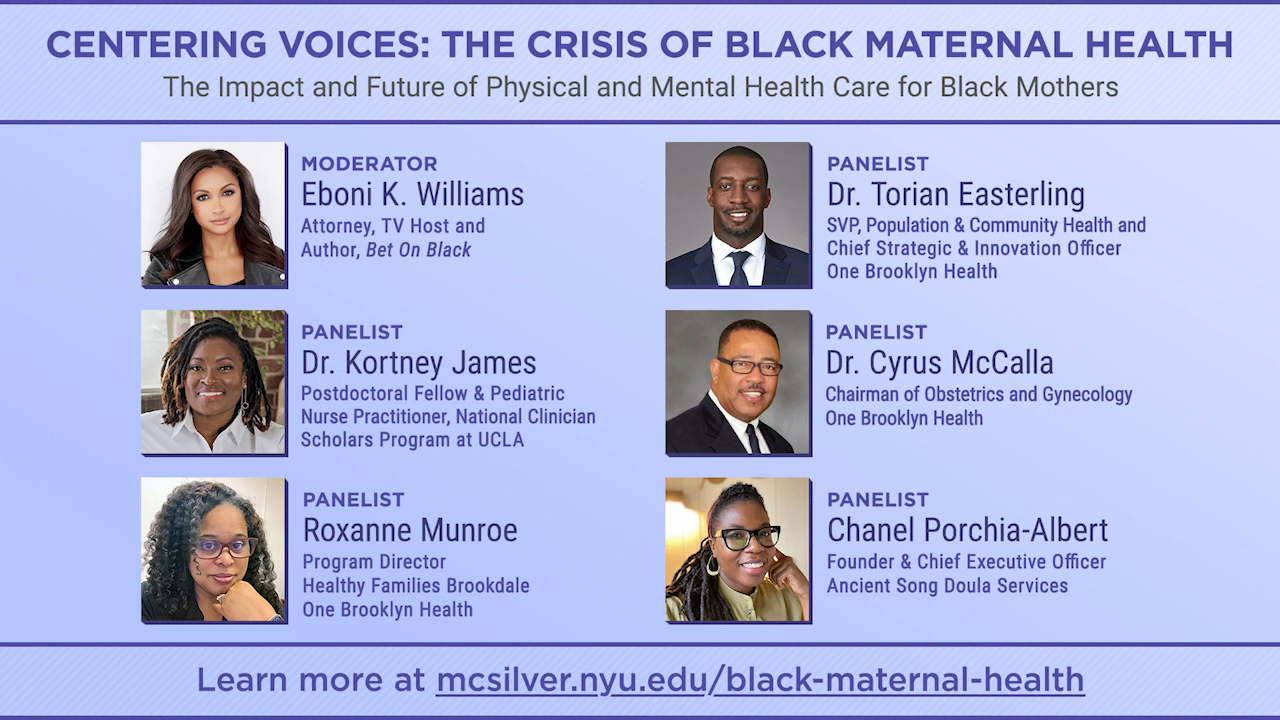 CENTERING VOICES: THE CRISIS OF BLACK MATERNAL HEALTH
The Impact and Future of Physical and Mental Health Care for Black Mothers
MODERATOR
Eboni K. Williams
Attorney, TV Host and
Author, Bet On Black
PANELIST
Dr. Torian Easterling
SVP, Population & Community Health and
Chief Strategic & Innovation Officer
One Brooklyn Health
PANELIST
Dr. Kortney James
Postdoctoral Fellow & Pediatric
Nurse Practitioner, National Clinician
Scholars Program at UCLA
PANELIST
Dr. Cyrus McCalla
Chairman of Obstetrics and Gynecology
One Brooklyn Health
PANELIST
Roxanne Munroe
Program Director
Healthy Families Brookdale
One Brooklyn Health
PANELIST
Chanel Porchia-Albert
Founder & Chief Executive Officer
Ancient Song Doula Services
Learn more at mcsilver.nyu.edu/black-maternal-health